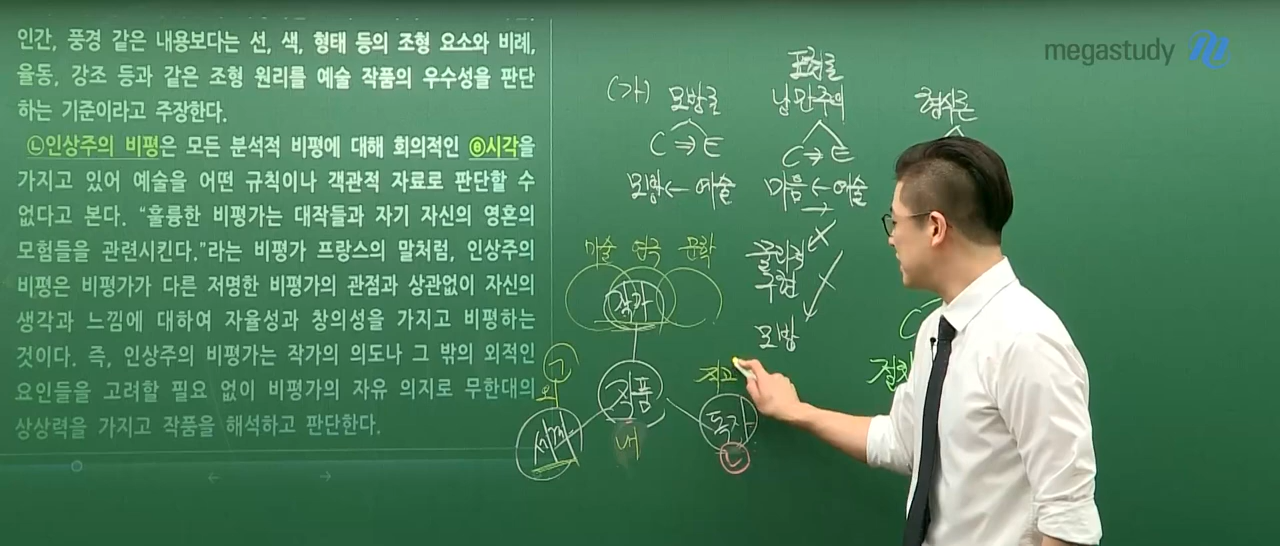 인간, 풍경 같은 내용보다는 선, 색, 형태 등의 조형 요소와 비례,
율동, 강조 등과 같은 조형 원리를 예술 작품의 우수성을 판단
하는 기준이라고 주장한다.
㉡인상주의 비평은 모든 분석적 비평에 대해 회의적인 ⓔ시각을
가지고 있어 예술을 어떤 규칙이나 객관적 자료로 판단할 수
없다고 본다. “훌륭한 비평가는 대작들과 자기 자신의 영혼의
모험들을 관련시킨다.”라는 비평가 프랑스의 말처럼, 인상주의
비평은 비평가가 다른 저명한 비평가의 관점과 상관없이 자신의
생각과 느낌에 대하여 자율성과 창의성을 가지고 비평하는
것이다. 즉, 인상주의 비평가는 작가의 의도나 그 밖의 외적인
요인들을 고려할 필요 없이 비평가의 자유 의지로 무한대의
상상력을 가지고 작품을 해석하고 판단한다.
megastudy
(가) 모방론
C ⇒ E
모방 ← 예술
표현론
낭만주의
C → E
마음 ← 예술
물리적
구현
모방
형식론
C
미술 연극 문학
작가
작품
내
ㄱ
외
세계
독자
ㄴ